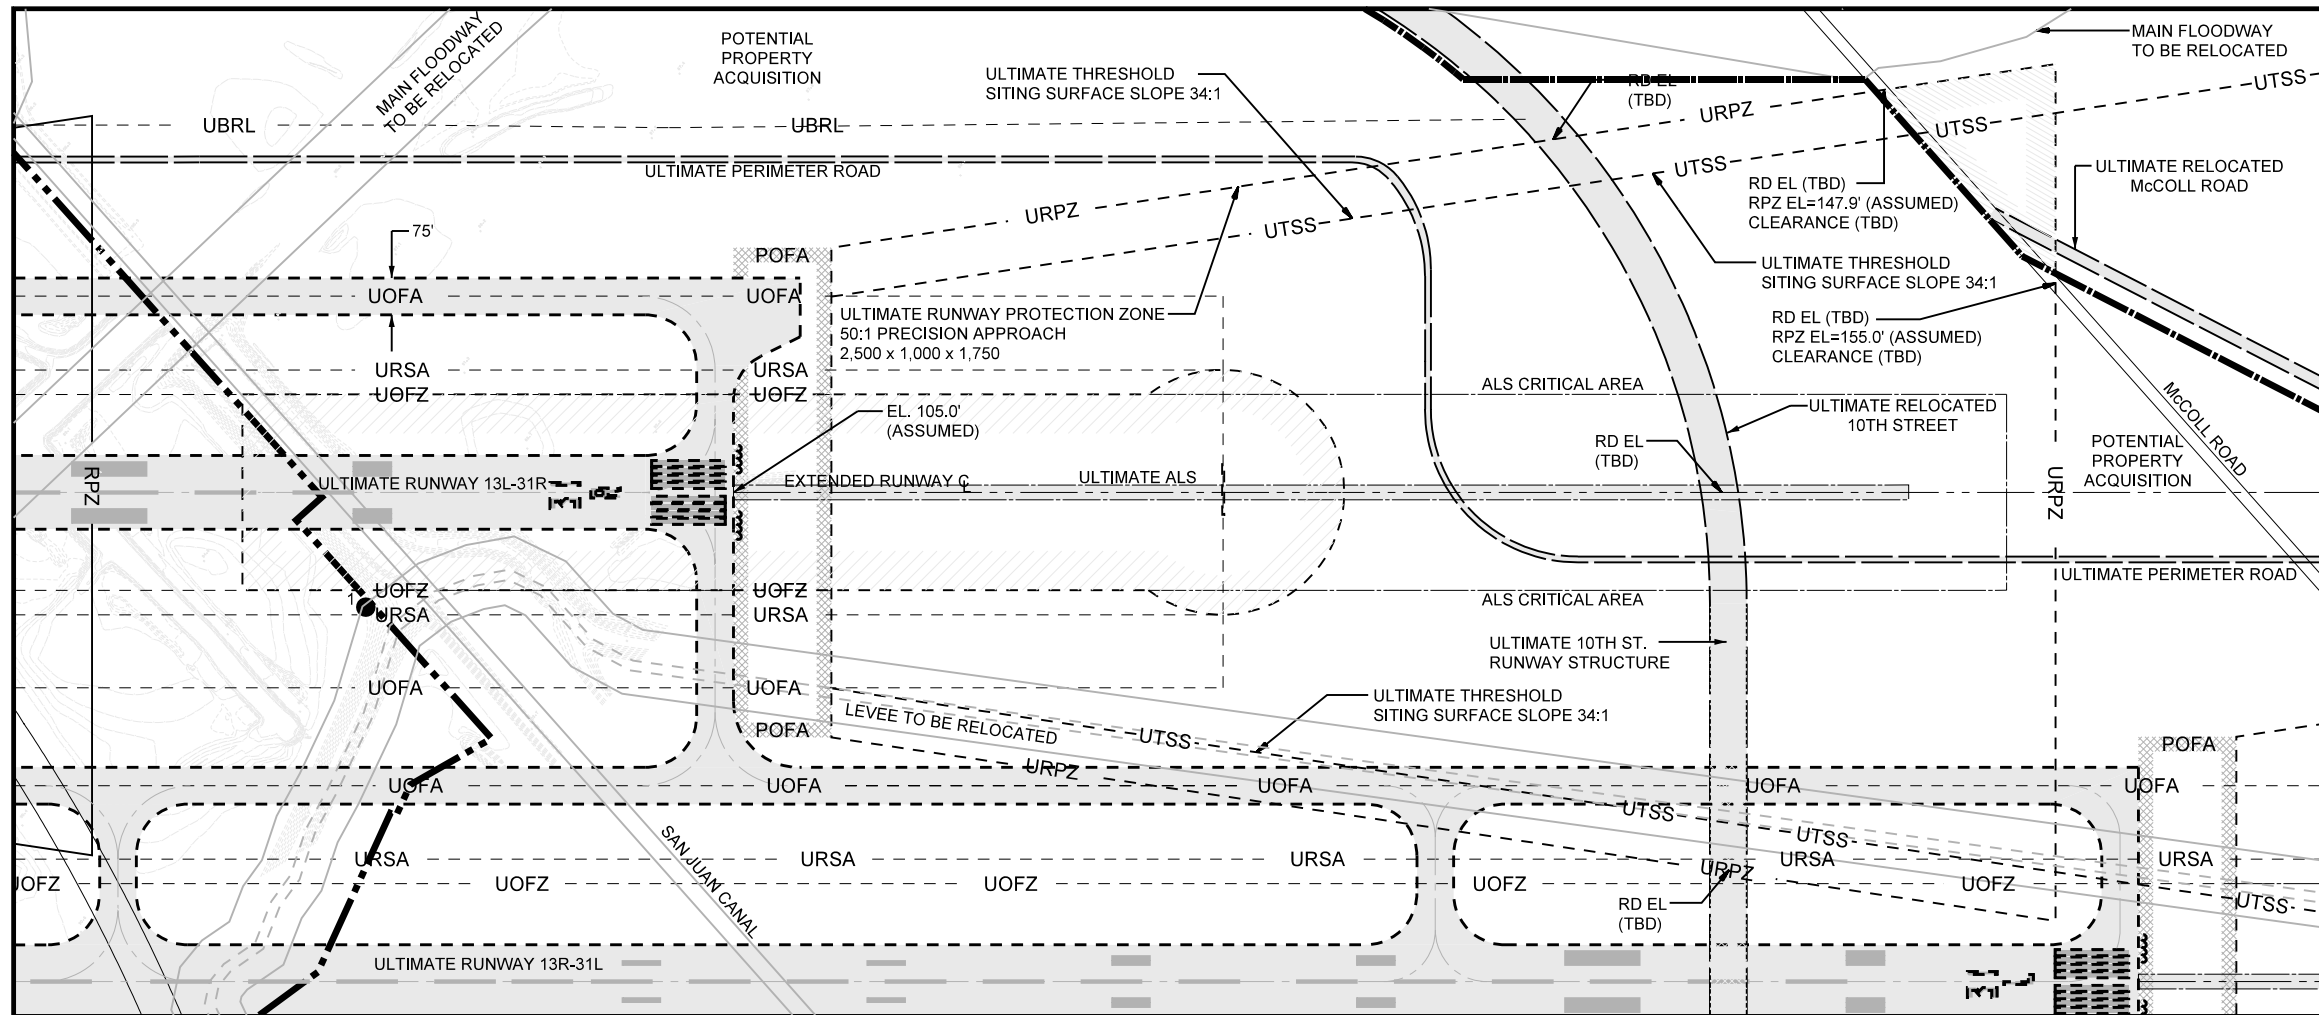 MAIN FLOODWAY
TO BE RELOCATED
POTENTIAL
PROPERTY
ACQUISITION
ULTIMATE THRESHOLD
SITING SURFACE SLOPE 34:1
RD EL
(TBD)
MAIN FLOODWAY
TO BE RELOCATED
UTSS
UBRL
UBRL
URPZ
UTSS
ULTIMATE PERIMETER ROAD
UTSS
ULTIMATE RELOCATED
McCOLL ROAD
RD EL (TBD)
RPZ EL=147.9' (ASSUMED)
CLEARANCE (TBD)
URPZ
UTSS
75'
POFA
ULTIMATE THRESHOLD
SITING SURFACE SLOPE 34:1
UOFA
UOFA
ULTIMATE RUNWAY PROTECTION ZONE
50:1 PRECISION APPROACH
2,500 x 1,000 x 1,750
RD EL (TBD)
RPZ EL=155.0' (ASSUMED)
CLEARANCE (TBD)
URSA
URSA
UOFZ
UOFZ
ALS CRITICAL AREA
McCOLL ROAD
EL. 105.0'
(ASSUMED)
ULTIMATE RELOCATED
10TH STREET
RD EL
(TBD)
POTENTIAL
PROPERTY
ACQUISITION
RPZ
ULTIMATE RUNWAY 13L-31R
EXTENDED RUNWAY ℄
ULTIMATE ALS
URPZ
UOFZ
UOFZ
ULTIMATE PERIMETER ROAD
1
URSA
URSA
ALS CRITICAL AREA
ULTIMATE 10TH ST.
RUNWAY STRUCTURE
UOFA
UOFA
ULTIMATE THRESHOLD
SITING SURFACE SLOPE 34:1
LEVEE TO BE RELOCATED
POFA
UTSS
POFA
URPZ
UOFA
UOFA
UOFA
UOFA
UOFA
UTSS
UTSS
SAN JUAN CANAL
URSA
URSA
URSA
URSA
URSA
URPZ
UOFZ
UOFZ
UOFZ
UOFZ
UOFZ
UTSS
RD EL
(TBD)
ULTIMATE RUNWAY 13R-31L